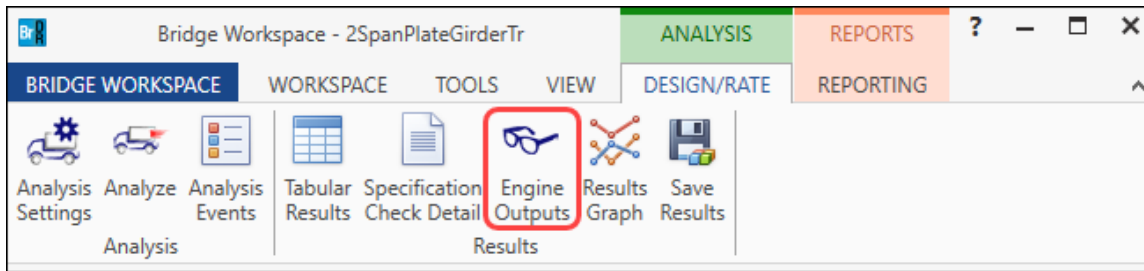 Br DR Bridge Workspace - 2SpanPlateGirderTr ANALYSIS REPORTS ?
BRIDGE WORKSPACE WORKSPACE TOOLS VIEW DESIGN/RATE REPORTING
Analysis Settings
Analyze
Analysis Events
Tabular Results
Specification Check Detail
Engine Outputs
Results Graph
Save Results
Analysis
Results